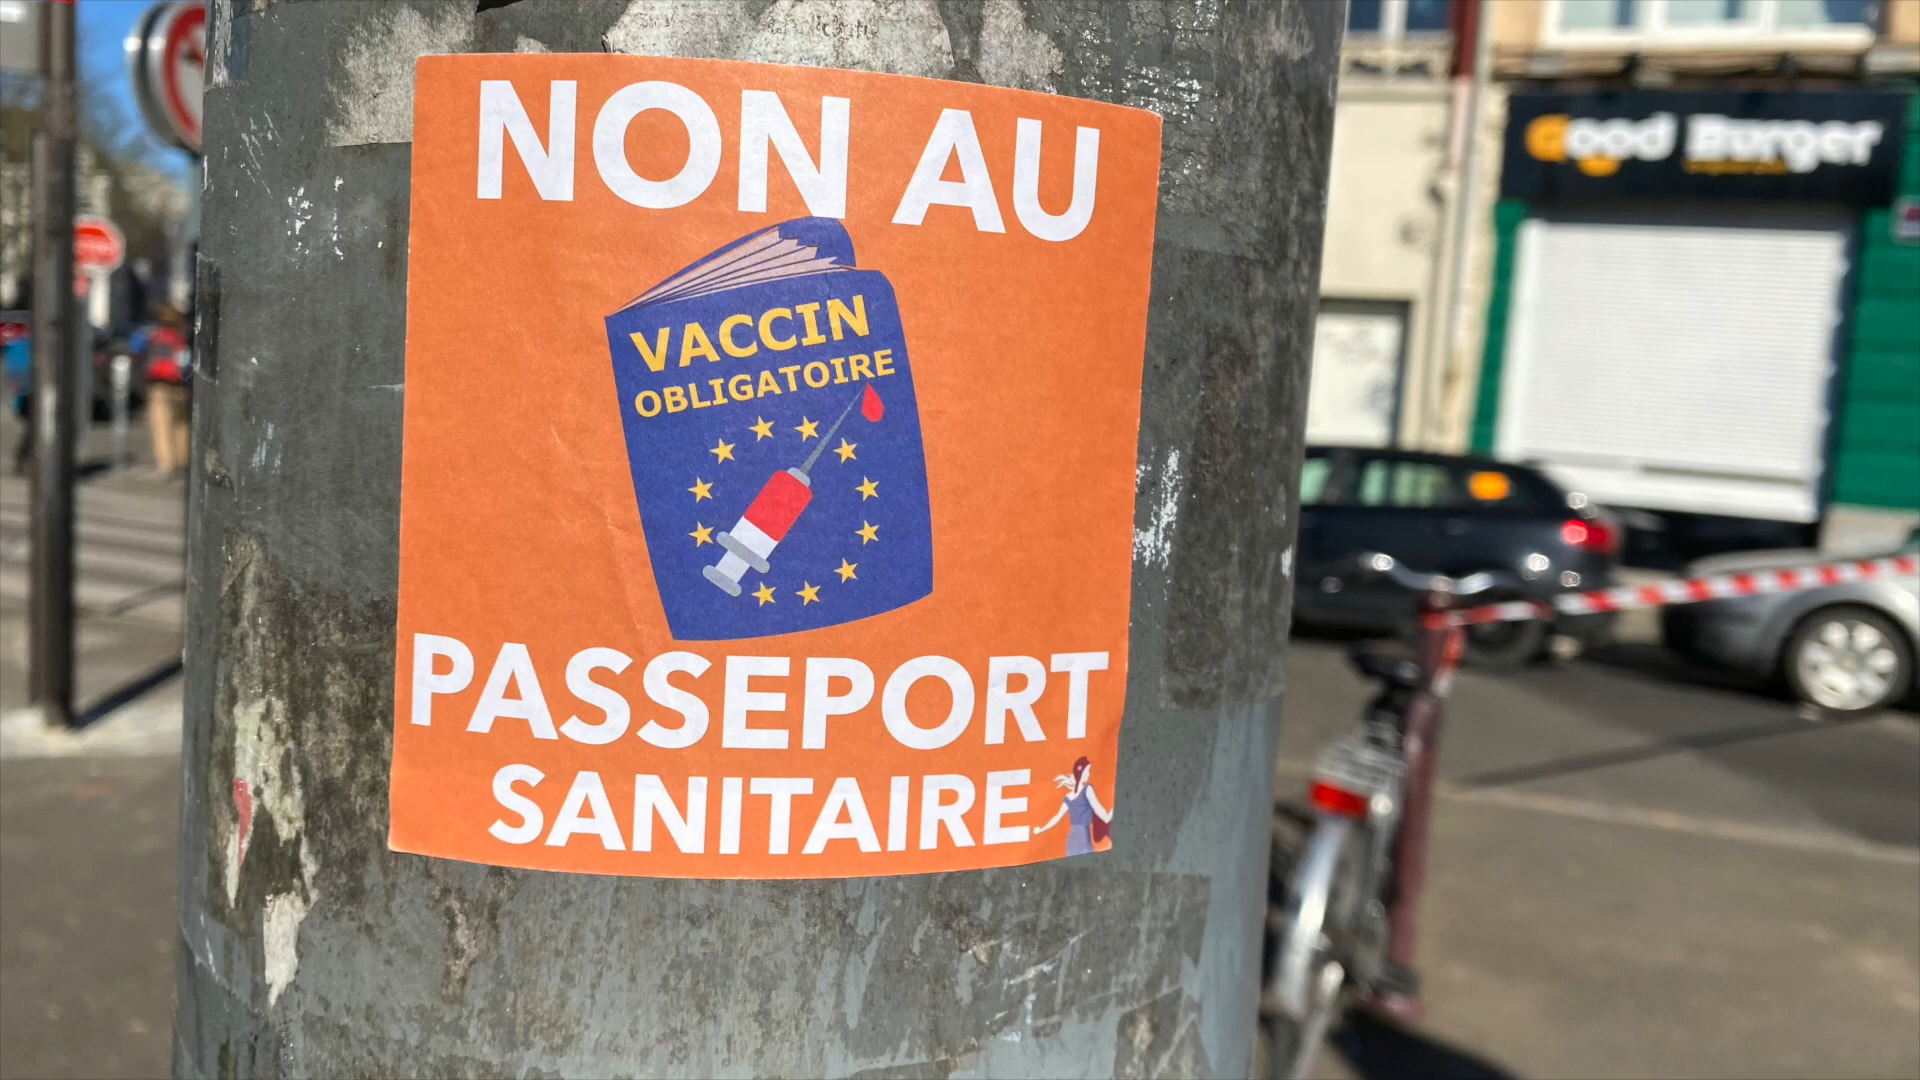 NON AU
VACCIN
OBLIGATOIRE
PASSEPORT
SANITAIRE
Good Burger